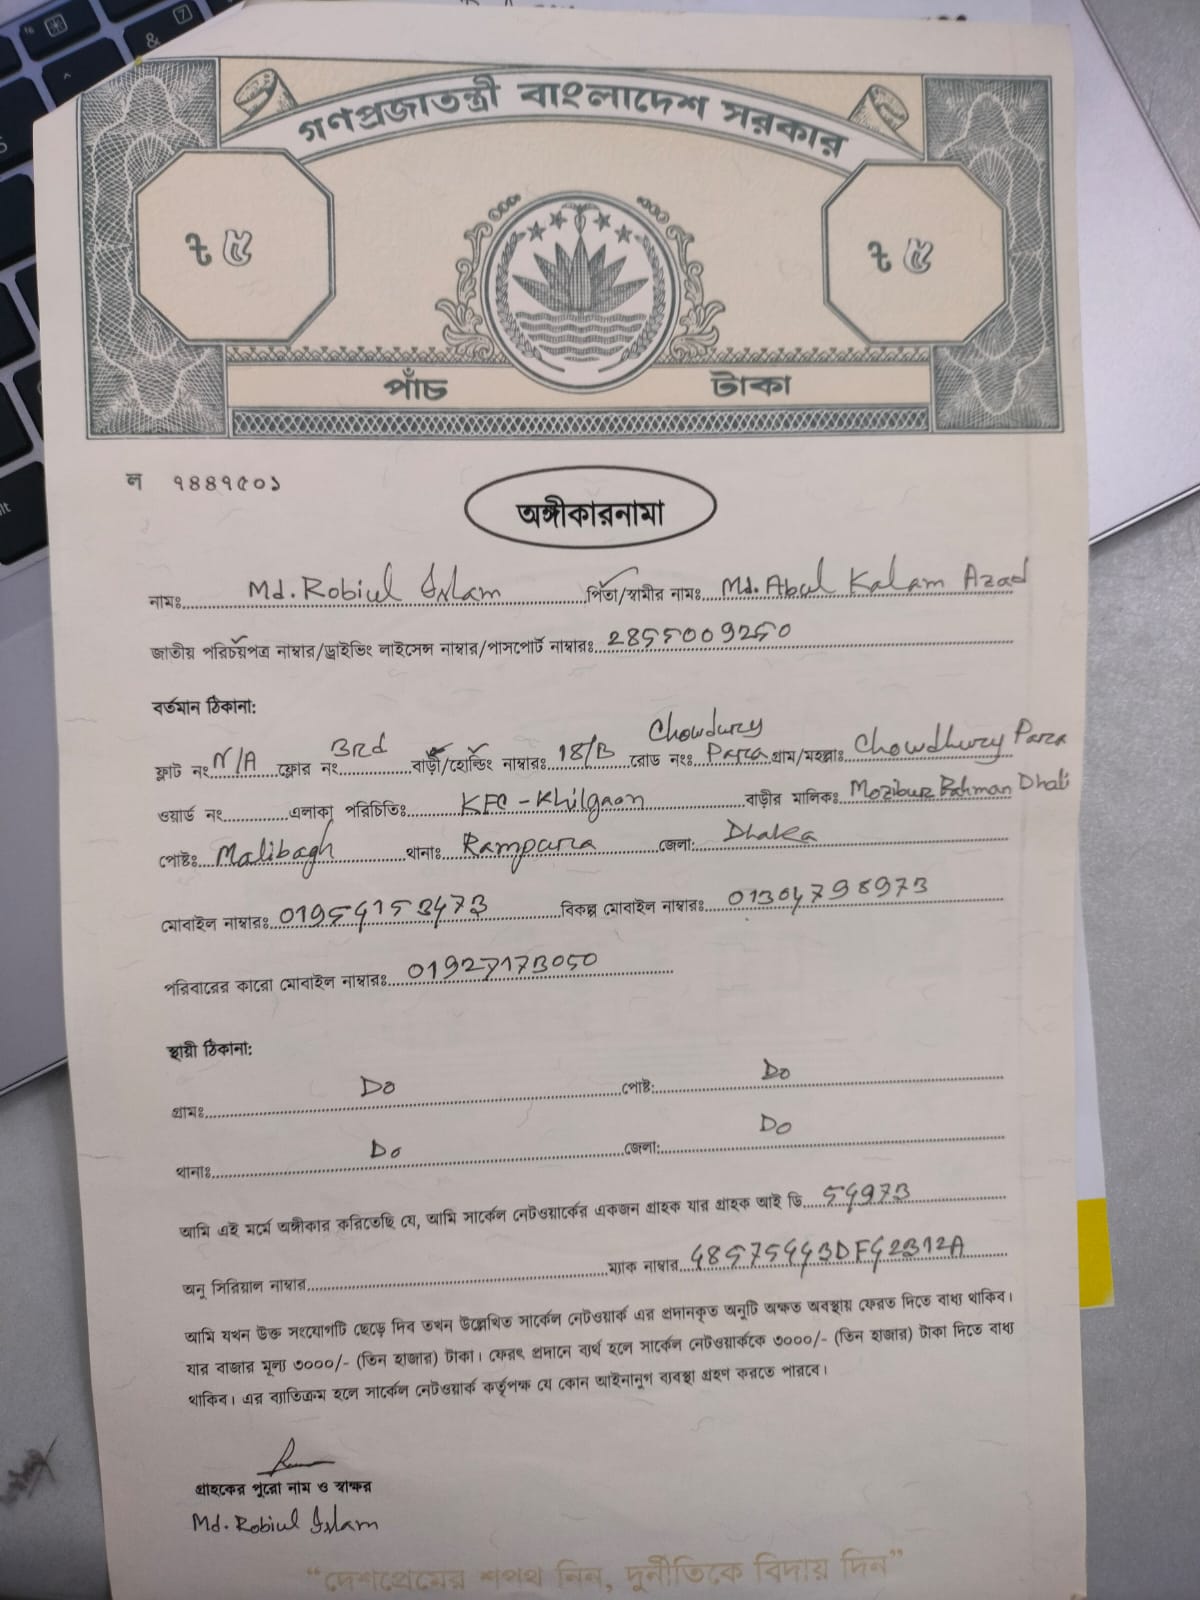 গণপ্রজাতন্ত্রী বাংলাদেশ সরকার
৳ ৫ ৳ ৫
পাঁচ টাকা
ল ৭৪৪৭৫০১
অঙ্গীকারনামা
নামঃ Md. Robiul Islam পিতা/স্বামীর নামঃ Md. Abul Kalam Azad
জাতীয় পরিচয়পত্র নাম্বার/ড্রাইভিং লাইসেন্স নাম্বার/পাসপোর্ট নাম্বারঃ 2855009250
বর্তমান ঠিকানা:
ফ্লাট নং N/A ফ্লোর নং 3rd বাড়ী/হোল্ডিং নাম্বারঃ 18/B রোড নংঃ Chowdury Para গ্রাম/মহল্লাঃ Chowdhury Para
ওয়ার্ড নং এলাকা পরিচিতিঃ KFC - Khilgaon বাড়ীর মালিকঃ Mozibur Rahman Dhali
পোষ্টঃ Malibagh থানাঃ Rampura জেলা: Dhaka
মোবাইল নাম্বারঃ 01954153473 বিকল্প মোবাইল নাম্বারঃ 01304798973
পরিবারের কারো মোবাইল নাম্বারঃ 01927173050
স্থায়ী ঠিকানা:
গ্রামঃ Do পোষ্ট: Do
থানাঃ Do জেলা: Do
আমি এই মর্মে অঙ্গীকার করিতেছি যে, আমি সার্কেল নেটওয়ার্কের একজন গ্রাহক যার গ্রাহক আই ডি 54973
অনু সিরিয়াল নাম্বার ম্যাক নাম্বার 48575443DF42312A
আমি যখন উক্ত সংযোগটি ছেড়ে দিব তখন উল্লেখিত সার্কেল নেটওয়ার্ক এর প্রদানকৃত অনুটি অক্ষত অবস্থায় ফেরত দিতে বাধ্য থাকিব।
যার বাজার মূল্য ৩০০০/- (তিন হাজার) টাকা। ফেরৎ প্রদানে ব্যর্থ হলে সার্কেল নেটওয়ার্ককে ৩০০০/- (তিন হাজার) টাকা দিতে বাধ্য
থাকিব। এর ব্যাতিক্রম হলে সার্কেল নেটওয়ার্ক কর্তৃপক্ষ যে কোন আইনানুগ ব্যবস্থা গ্রহণ করতে পারবে।
গ্রাহকের পুরো নাম ও স্বাক্ষর
Md. Robiul Islam
“দেশপ্রেমের শপথ নিন, দুর্নীতিকে বিদায় দিন”